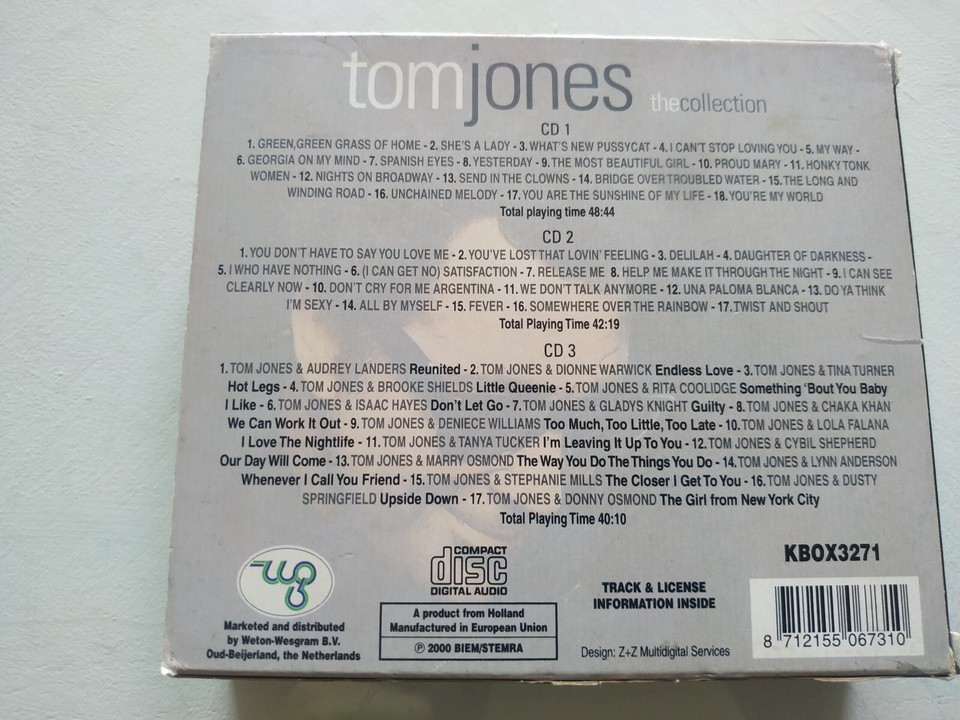 tomjones thecollection
CD 1
1. GREEN,GREEN GRASS OF HOME - 2. SHE'S A LADY - 3. WHAT'S NEW PUSSYCAT - 4. I CAN'T STOP LOVING YOU - 5. MY WAY -
6. GEORGIA ON MY MIND - 7. SPANISH EYES - 8. YESTERDAY - 9. THE MOST BEAUTIFUL GIRL - 10. PROUD MARY - 11. HONKY TONK
WOMEN - 12. NIGHTS ON BROADWAY - 13. SEND IN THE CLOWNS - 14. BRIDGE OVER TROUBLED WATER - 15. THE LONG AND
WINDING ROAD - 16. UNCHAINED MELODY - 17. YOU ARE THE SUNSHINE OF MY LIFE - 18. YOU'RE MY WORLD
Total playing time 48:44
CD 2
1. YOU DON'T HAVE TO SAY YOU LOVE ME - 2. YOU'VE LOST THAT LOVIN' FEELING - 3. DELILAH - 4. DAUGHTER OF DARKNESS -
5. I WHO HAVE NOTHING - 6. (I CAN GET NO) SATISFACTION - 7. RELEASE ME 8. HELP ME MAKE IT THROUGH THE NIGHT - 9. I CAN SEE
CLEARLY NOW - 10. DON'T CRY FOR ME ARGENTINA - 11. WE DON'T TALK ANYMORE - 12. UNA PALOMA BLANCA - 13. DO YA THINK
I'M SEXY - 14. ALL BY MYSELF - 15. FEVER - 16. SOMEWHERE OVER THE RAINBOW - 17. TWIST AND SHOUT
Total Playing Time 42:19
CD 3
1. TOM JONES & AUDREY LANDERS Reunited - 2. TOM JONES & DIONNE WARWICK Endless Love - 3. TOM JONES & TINA TURNER
Hot Legs - 4. TOM JONES & BROOKE SHIELDS Little Queenie - 5. TOM JONES & RITA COOLIDGE Something 'Bout You Baby
I Like - 6. TOM JONES & ISAAC HAYES Don't Let Go - 7. TOM JONES & GLADYS KNIGHT Guilty - 8. TOM JONES & CHAKA KHAN
We Can Work It Out - 9. TOM JONES & DENIECE WILLIAMS Too Much, Too Little, Too Late - 10. TOM JONES & LOLA FALANA
I Love The Nightlife - 11. TOM JONES & TANYA TUCKER I'm Leaving It Up To You - 12. TOM JONES & CYBIL SHEPHERD
Our Day Will Come - 13. TOM JONES & MARRY OSMOND The Way You Do The Things You Do - 14. TOM JONES & LYNN ANDERSON
Whenever I Call You Friend - 15. TOM JONES & STEPHANIE MILLS The Closer I Get To You - 16. TOM JONES & DUSTY
SPRINGFIELD Upside Down - 17. TOM JONES & DONNY OSMOND The Girl from New York City
Total Playing Time 40:10
KBOX3271
COMPACT
disc
DIGITAL AUDIO
TRACK & LICENSE
INFORMATION INSIDE
Marketed and distributed
by Weton-Wesgram B.V.
Oud-Beijerland, the Netherlands
A product from Holland
Manufactured in European Union
℗ 2000 BIEM/STEMRA
Design: Z+Z Multidigital Services
8 712155 067310